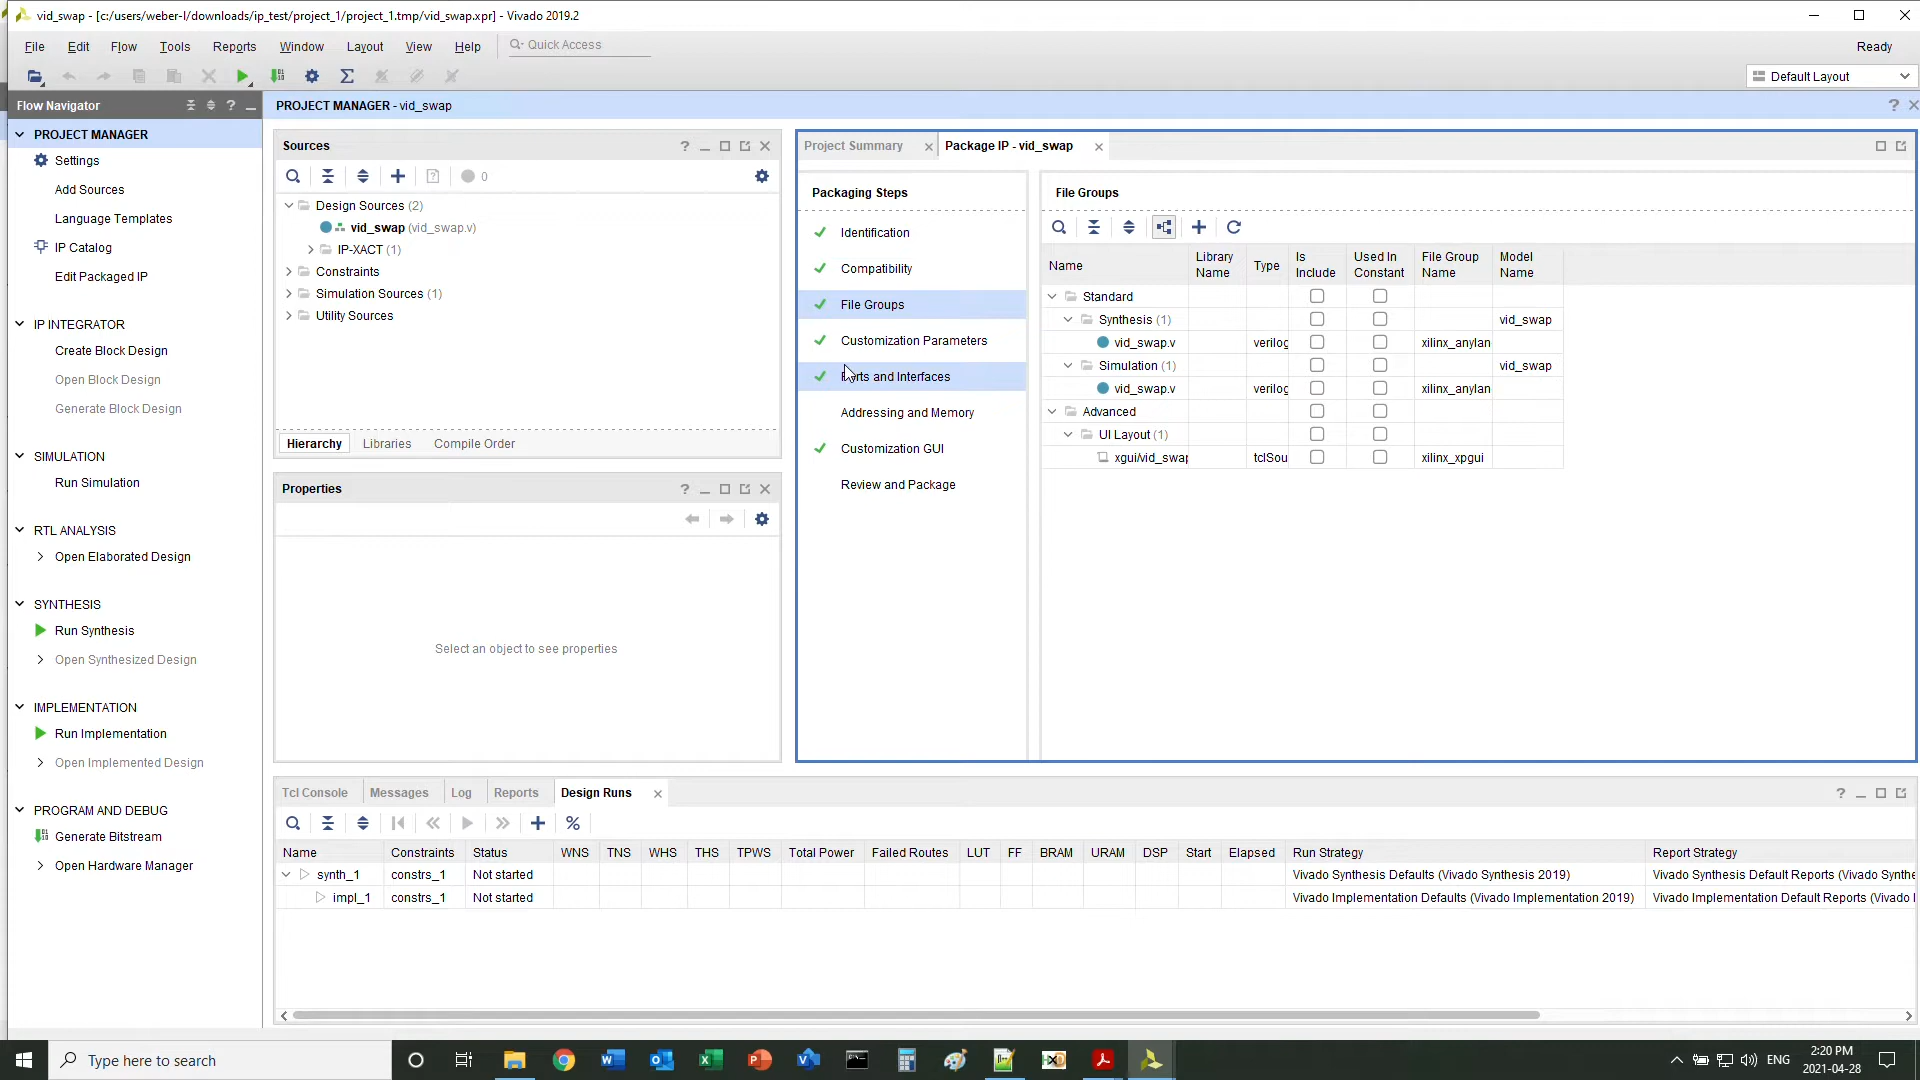 vid_swap - [c:/users/weber-l/downloads/ip_test/project_1/project_1.tmp/vid_swap.xpr] - Vivado 2019.2
File Edit Flow Tools Reports Window Layout View Help Quick Access Ready
Default Layout
Flow Navigator
PROJECT MANAGER
Settings
Add Sources
Language Templates
IP Catalog
Edit Packaged IP
IP INTEGRATOR
Create Block Design
Open Block Design
Generate Block Design
SIMULATION
Run Simulation
RTL ANALYSIS
Open Elaborated Design
SYNTHESIS
Run Synthesis
Open Synthesized Design
IMPLEMENTATION
Run Implementation
Open Implemented Design
PROGRAM AND DEBUG
Generate Bitstream
Open Hardware Manager
PROJECT MANAGER - vid_swap
Sources
0
Design Sources (2)
vid_swap (vid_swap.v)
IP-XACT (1)
Constraints
Simulation Sources (1)
Utility Sources
Hierarchy Libraries Compile Order
Properties
Select an object to see properties
Project Summary Package IP - vid_swap
Packaging Steps
Identification
Compatibility
File Groups
Customization Parameters
Ports and Interfaces
Addressing and Memory
Customization GUI
Review and Package
File Groups
Name Library Name Type Is Include Used In Constant File Group Name Model Name
Standard
Synthesis (1) vid_swap
vid_swap.v verilog xilinx_anylan
Simulation (1) vid_swap
vid_swap.v verilog xilinx_anylan
Advanced
UI Layout (1)
xgui/vid_swap tclSou xilinx_xpgui
Tcl Console Messages Log Reports Design Runs
Name Constraints Status WNS TNS WHS THS TPWS Total Power Failed Routes LUT FF BRAM URAM DSP Start Elapsed Run Strategy Report Strategy
synth_1 constrs_1 Not started Vivado Synthesis Defaults (Vivado Synthesis 2019) Vivado Synthesis Default Reports (Vivado Synthe
impl_1 constrs_1 Not started Vivado Implementation Defaults (Vivado Implementation 2019) Vivado Implementation Default Reports (Vivado I
Type here to search
ENG
2:20 PM
2021-04-28